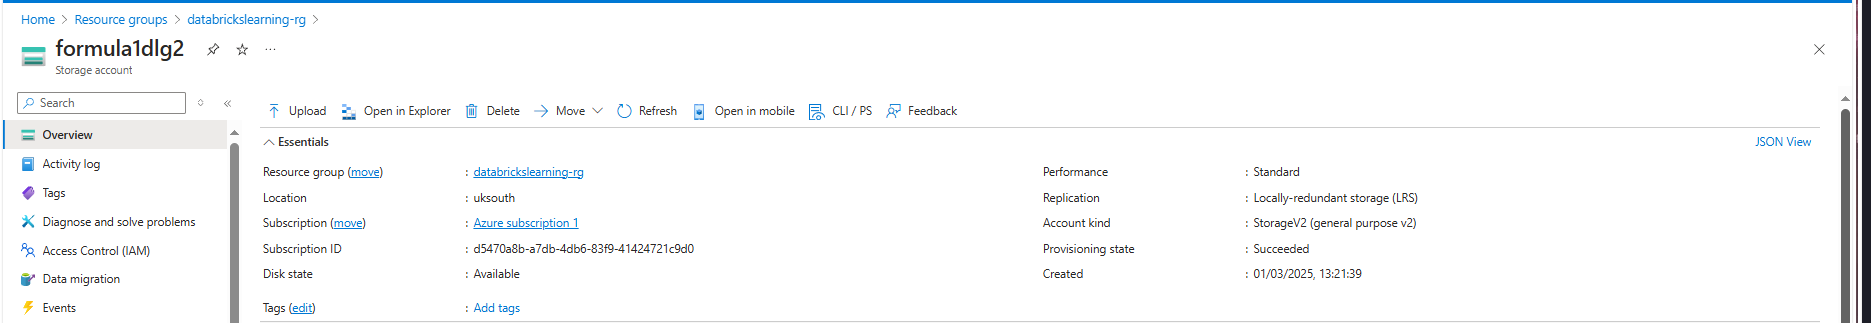 Home > Resource groups > databrickslearning-rg >
formula1dlg2 ...
Storage account
Search
Upload Open in Explorer Delete Move Refresh Open in mobile CLI / PS Feedback
Overview
Activity log
Tags
Diagnose and solve problems
Access Control (IAM)
Data migration
Events
Essentials JSON View
Resource group (move) : databrickslearning-rg
Location : uksouth
Subscription (move) : Azure subscription 1
Subscription ID : d5470a8b-a7db-4db6-83f9-41424721c9d0
Disk state : Available
Tags (edit) : Add tags
Performance : Standard
Replication : Locally-redundant storage (LRS)
Account kind : StorageV2 (general purpose v2)
Provisioning state : Succeeded
Created : 01/03/2025, 13:21:39